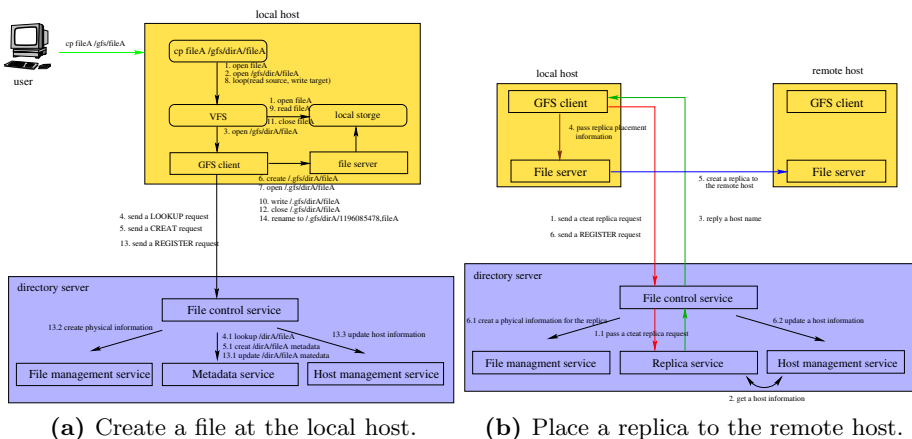 local host
cp fileA /gfs/fileA
user
cp fileA /gfs/dirA/fileA
1. open fileA
2. open /gfs/dirA/fileA
8. loop(read source, write target)
1. open fileA
9. read fileA
11. close fileA
VFS
local storge
3. open /gfs/dirA/fileA
GFS client
file server
6. create /.gfs/dirA/fileA
7. open /.gfs/dirA/fileA
10. write /.gfs/dirA/fileA
12. close /.gfs/dirA/fileA
14. rename to /.gfs/dirA/1196085478,fileA
4. send a LOOKUP request
5. send a CREAT request
13. send a REGISTER request
directory server
File control service
13.2 create physical information
4.1 lookup /dirA/fileA
5.1 creat /dirA/fileA metadata
13.1 update /dirA/fileA matedata
13.3 update host information
File management service
Metadata service
Host management service
(a) Create a file at the local host.
local host
remote host
GFS client
GFS client
4. pass replica placement
information
File server
File server
5. creat a replica to
the remote host
1. send a cteat replica request
6. send a REGISTER request
3. reply a host name
directory server
File control service
6.1 creat a phyical information for the replica
1.1 pass a cteat replica request
6.2 update a host information
File managment service
Replica service
Host management service
2. get a host information
(b) Place a replica to the remote host.